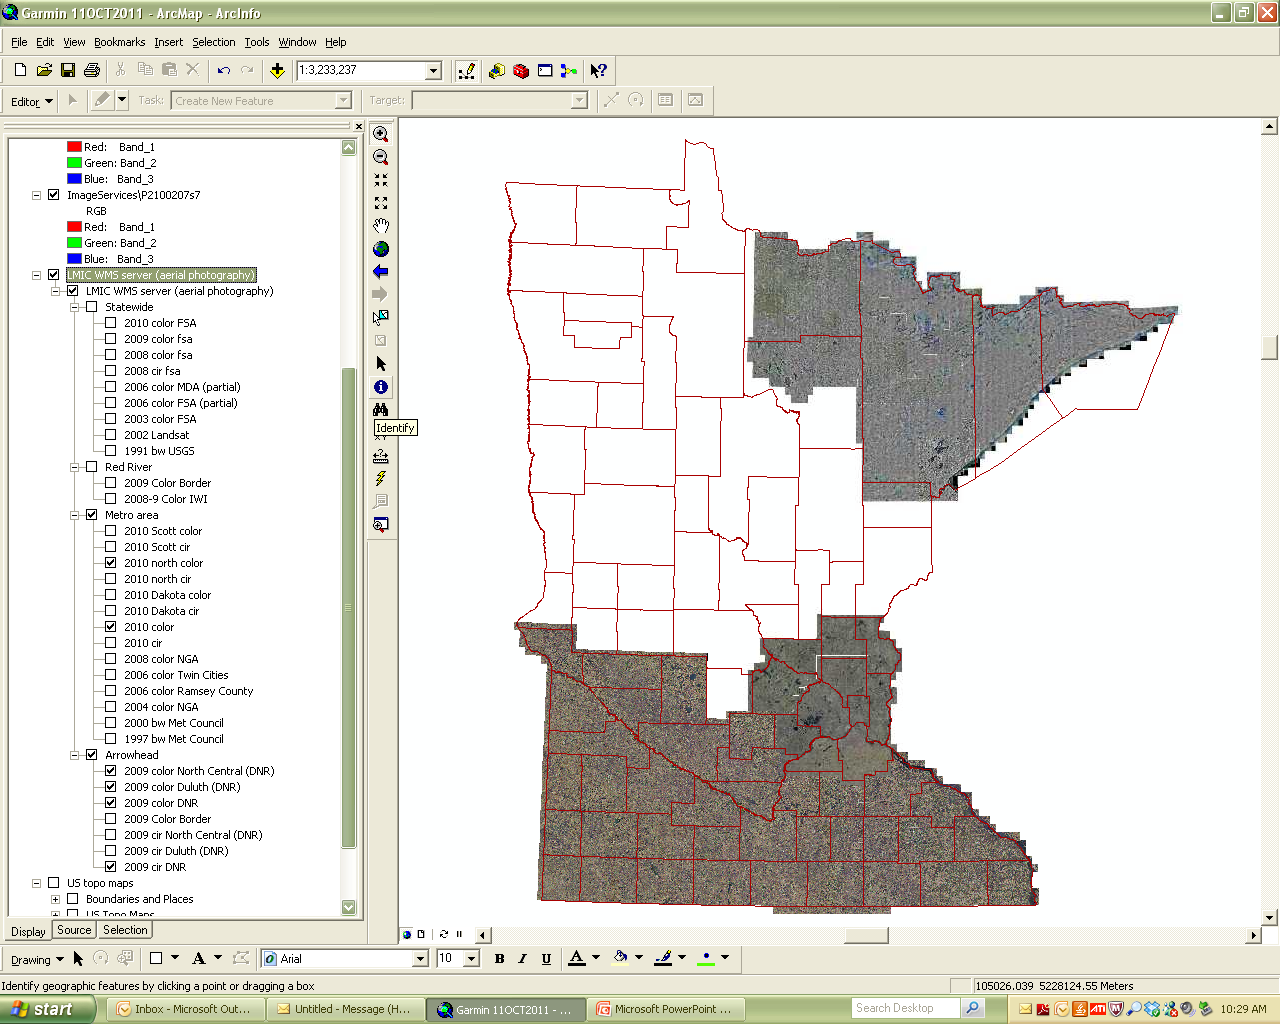 Garmin 11OCT2011 - ArcMap - ArcInfo
File Edit View Bookmarks Insert Selection Tools Window Help
1:3,233,237
Editor Task: Create New Feature Target:
Red: Band_1
Green: Band_2
Blue: Band_3
ImageServices\P2100207s7
RGB
Red: Band_1
Green: Band_2
Blue: Band_3
LMIC WMS server (aerial photography)
LMIC WMS server (aerial photography)
Statewide
2010 color FSA
2009 color fsa
2008 color fsa
2008 cir fsa
2006 color MDA (partial)
2006 color FSA (partial)
2003 color FSA
2002 Landsat
1991 bw USGS
Red River
2009 Color Border
2008-9 Color IWI
Metro area
2010 Scott color
2010 Scott cir
2010 north color
2010 north cir
2010 Dakota color
2010 Dakota cir
2010 color
2010 cir
2008 color NGA
2006 color Twin Cities
2006 color Ramsey County
2004 color NGA
2000 bw Met Council
1997 bw Met Council
Arrowhead
2009 color North Central (DNR)
2009 color Duluth (DNR)
2009 color DNR
2009 Color Border
2009 cir North Central (DNR)
2009 cir Duluth (DNR)
2009 cir DNR
US topo maps
Boundaries and Places
US Topo Maps
Identify
Display Source Selection
Drawing A Arial 10 B I U A
Identify geographic features by clicking a point or dragging a box
105026.039 5228124.55 Meters
start Inbox - Microsoft Out... Untitled - Message (H... Garmin 11OCT2011 - ... Microsoft PowerPoint ... Search Desktop ATI 10:29 AM